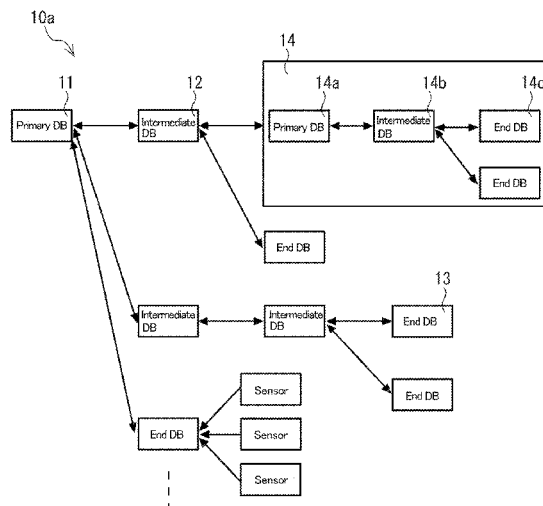 10a
11
12
14
14a
14b
14c
Primary DB
Intermediate
DB
Primary DB
Intermediate
DB
End DB
End DB
End DB
13
Intermediate
DB
Intermediate
DB
End DB
End DB
Sensor
End DB
Sensor
Sensor